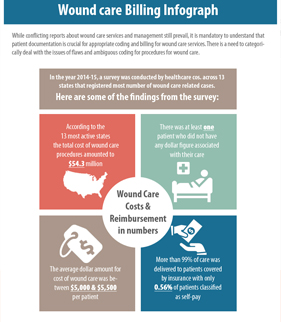 Wound care Billing Infograph
While conflicting reports about wound care services and management still prevail, it is mandatory to understand that
patient documentation is crucial for appropriate coding and billing for wound care services. There is a need to categori-
cally deal with the issues of flaws and ambiguous coding for procedures for wound care.
In the year 2014-15, a survey was conducted by healthcare cos. across 13
states that registered most number of wound care related cases.
Here are some of the findings from the survey:
According to the
13 most active states
the total cost of wound care
procedures amounted to
$54.3 million
There was at least one
patient who did not have
any dollar figure associated
with their care
Wound Care
Costs &
Reimbursement
in numbers
The average dollar amount for
cost of wound care was be-
tween $5,000 & $5,500
per patient
More than 99% of care was
delivered to patients covered
by insurance with only
0.56% of patients classified
as self-pay